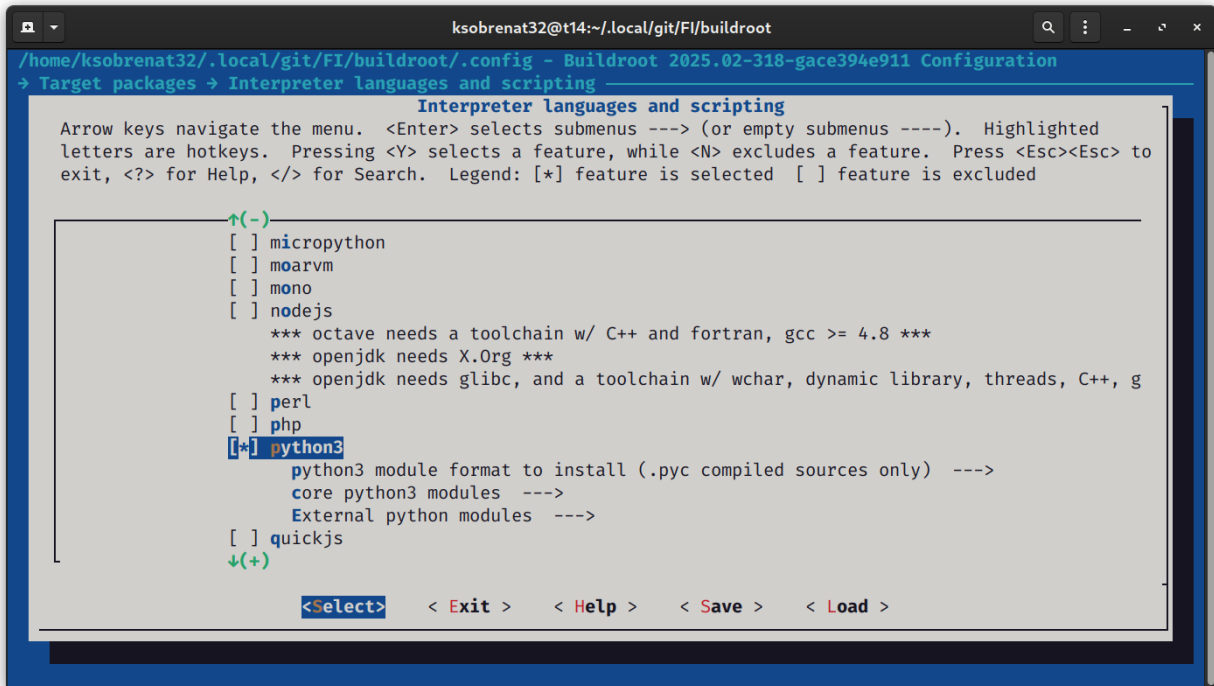 ksobrenat32@t14:~/.local/git/FI/buildroot
/home/ksobrenat32/.local/git/FI/buildroot/.config – Buildroot 2025.02-318-gace394e911 Configuration
→ Target packages → Interpreter languages and scripting
Interpreter languages and scripting
Arrow keys navigate the menu.  <Enter> selects submenus ---> (or empty submenus ----).  Highlighted
letters are hotkeys.  Pressing <Y> selects a feature, while <N> excludes a feature.  Press <Esc><Esc> to
exit, <?> for Help, </> for Search.  Legend: [*] feature is selected  [ ] feature is excluded
↑(-)
[ ] micropython
[ ] moarvm
[ ] mono
[ ] nodejs
*** octave needs a toolchain w/ C++ and fortran, gcc >= 4.8 ***
*** openjdk needs X.Org ***
*** openjdk needs glibc, and a toolchain w/ wchar, dynamic library, threads, C++, g
[ ] perl
[ ] php
[*] python3
python3 module format to install (.pyc compiled sources only)  --->
core python3 modules  --->
External python modules  --->
[ ] quickjs
↓(+)
<Select>    < Exit >    < Help >    < Save >    < Load >